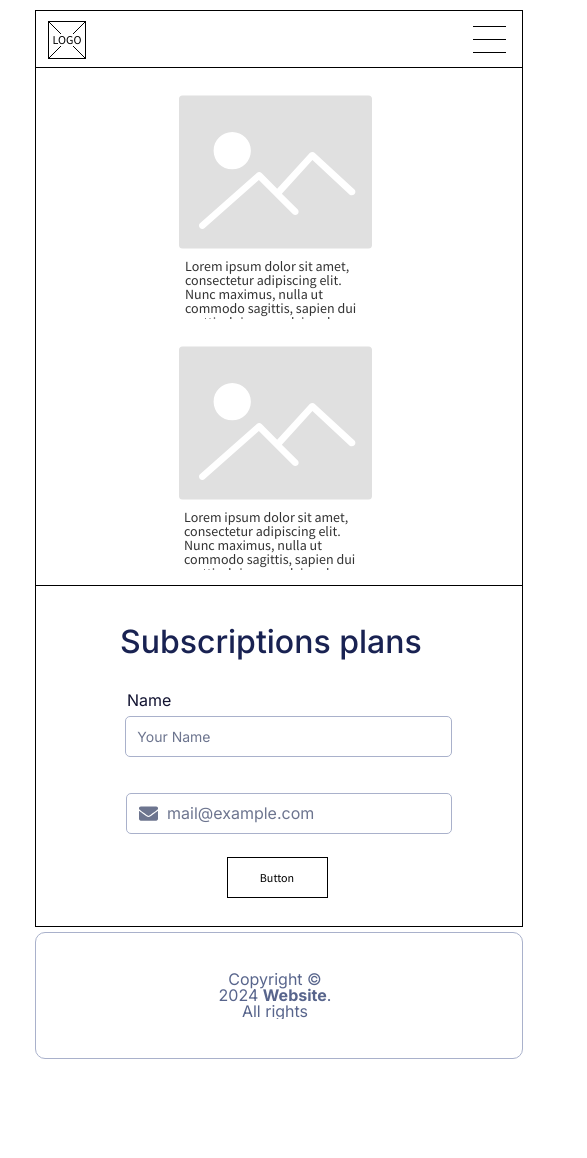 LOGO
Lorem ipsum dolor sit amet,
consectetur adipiscing elit.
Nunc maximus, nulla ut
commodo sagittis, sapien dui
Lorem ipsum dolor sit amet,
consectetur adipiscing elit.
Nunc maximus, nulla ut
commodo sagittis, sapien dui
Subscriptions plans
Name
Your Name
mail@example.com
Button
Copyright ©
2024 Website.
All rights